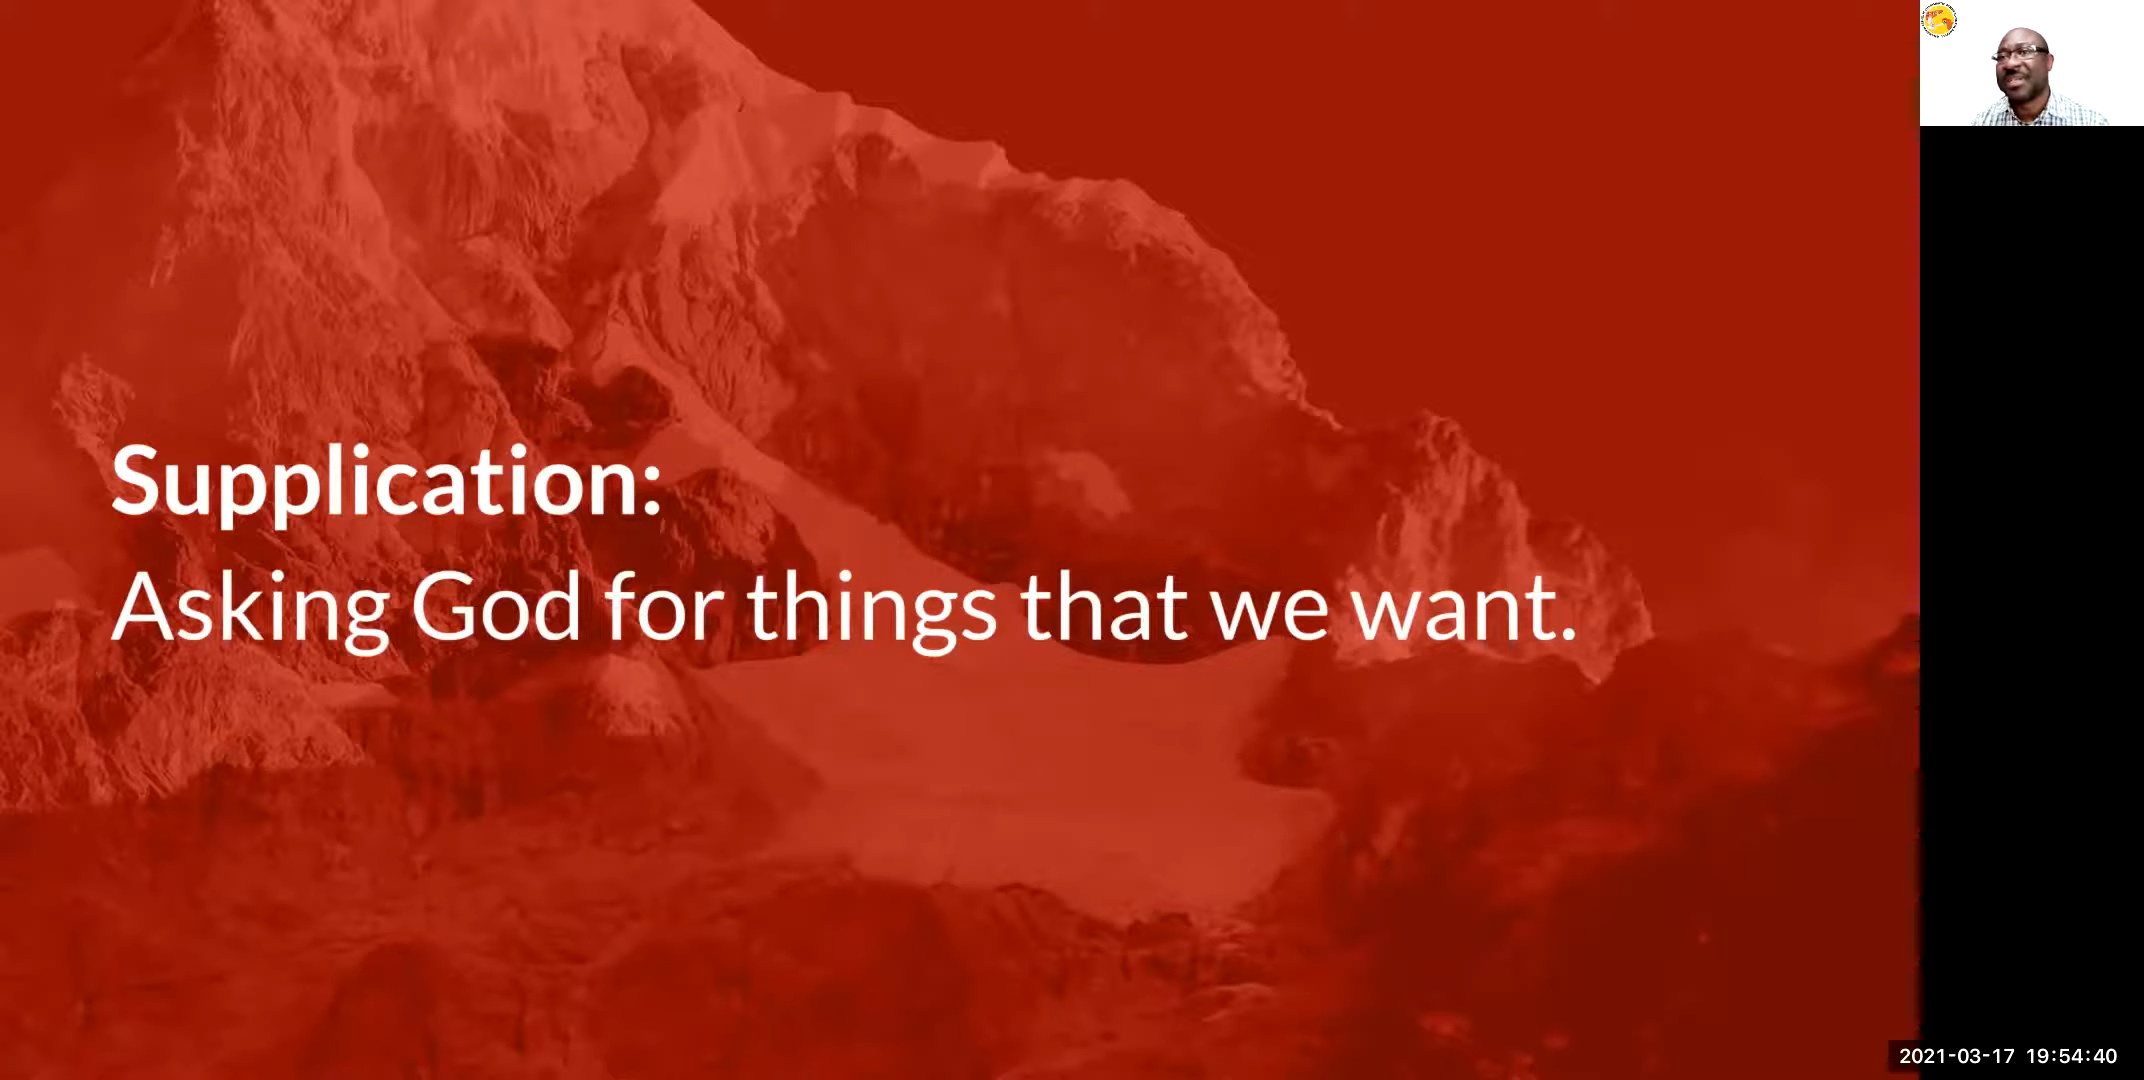 Supplication:
Asking God for things that we want.
2021-03-17 19:54:40